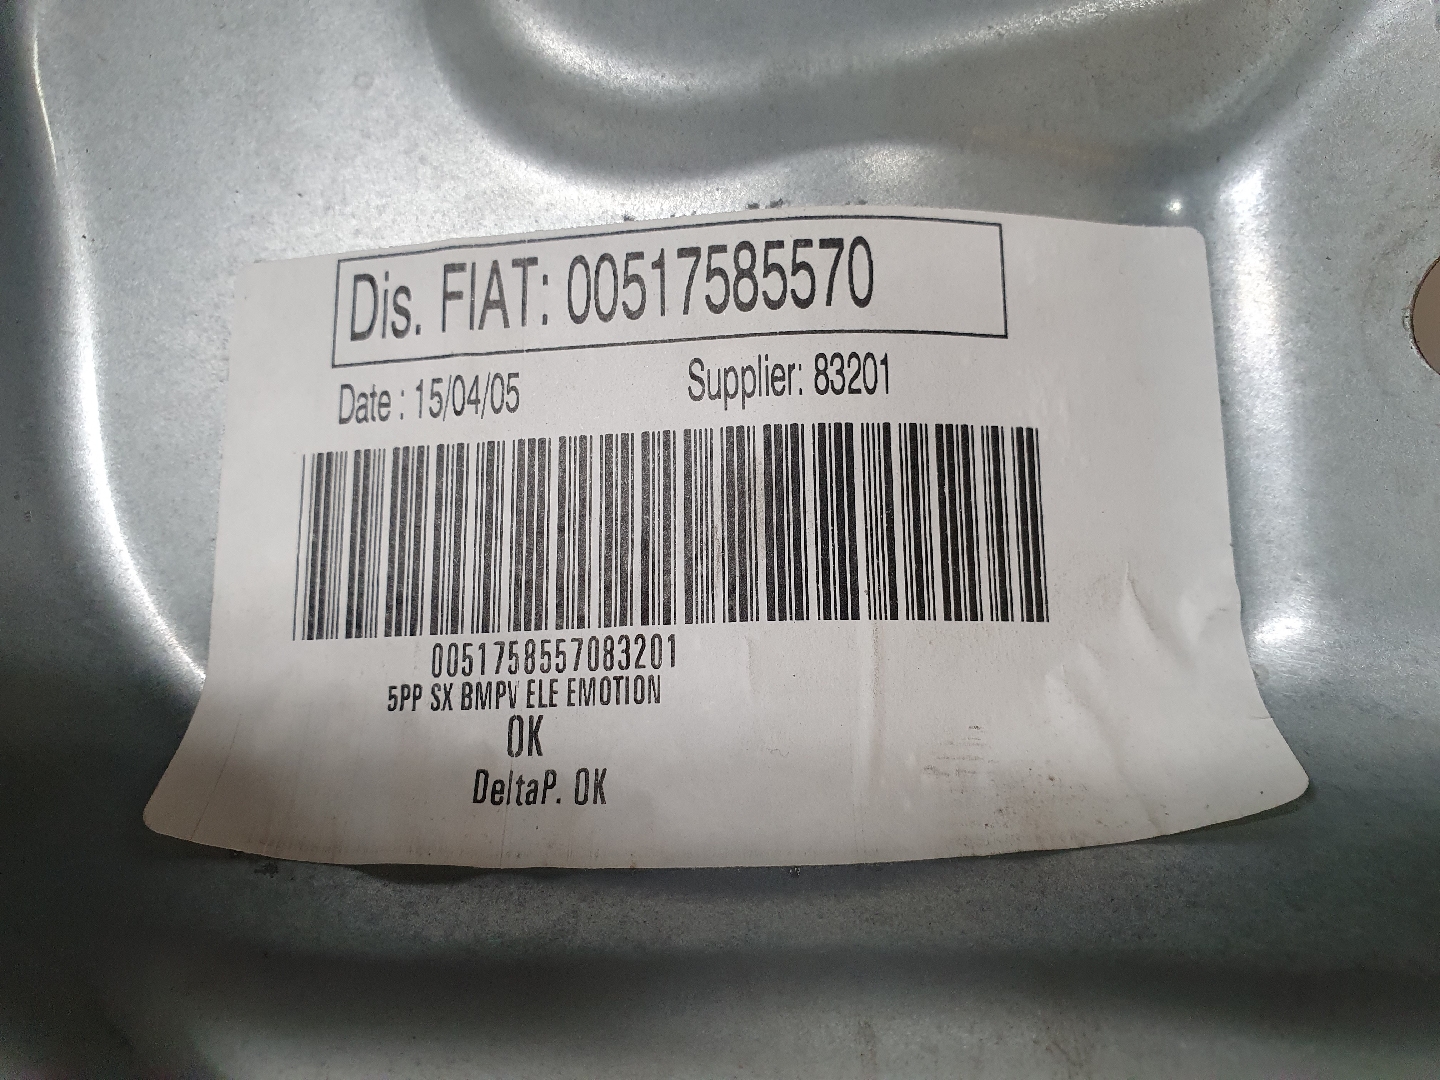 Dis. FIAT: 00517585570
Date : 15/04/05 Supplier: 83201
0051758557083201
5PP SX BMPV ELE EMOTION
OK
DeltaP. OK